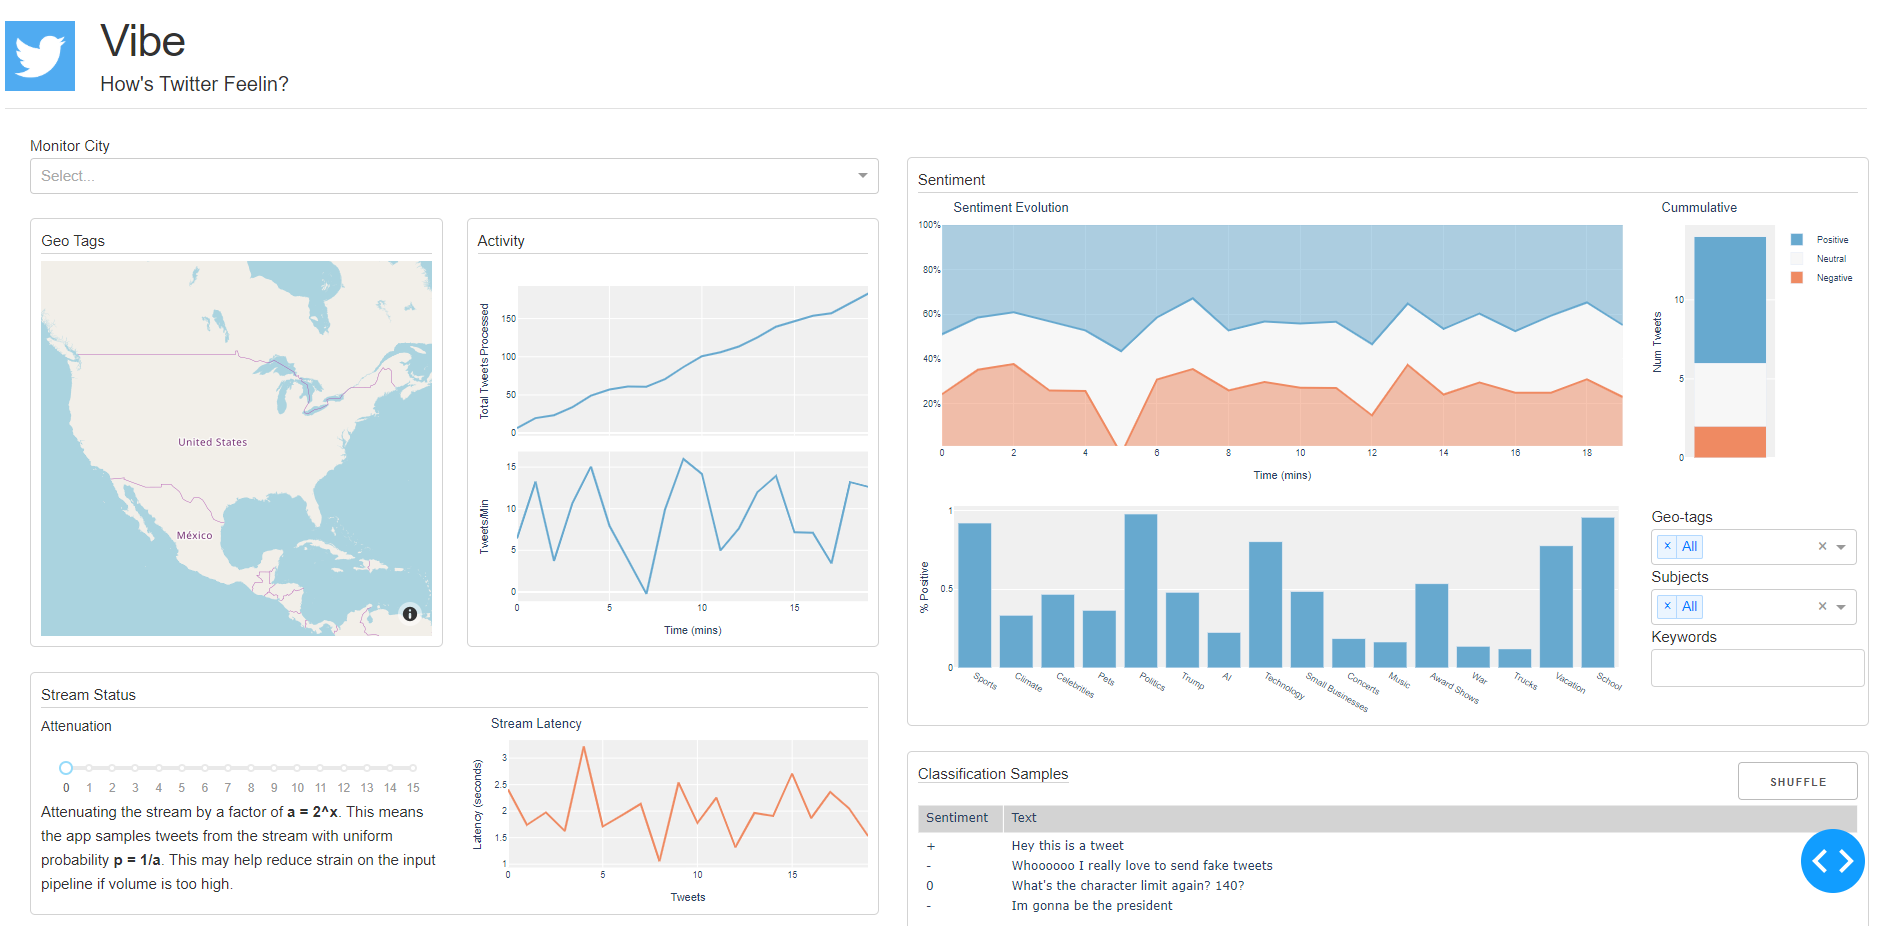 Vibe
How's Twitter Feelin?
Monitor City
Select...
Geo Tags
United States
México
Activity
Total Tweets Processed
150
100
50
0
Tweets/Min
15
10
5
0
0 5 10 15
Time (mins)
Stream Status
Attenuation
0 1 2 3 4 5 6 7 8 9 10 11 12 13 14 15
Attenuating the stream by a factor of a = 2^x. This means
the app samples tweets from the stream with uniform
probability p = 1/a. This may help reduce strain on the input
pipeline if volume is too high.
Stream Latency
Latency (seconds)
3
2.5
2
1.5
1
0 5 10 15
Tweets
Sentiment
Sentiment Evolution
100%
80%
60%
40%
20%
0 2 4 6 8 10 12 14 16 18
Time (mins)
Cummulative
Num Tweets
10
5
0
Positive
Neutral
Negative
% Positive
1
0.5
0
Sports Climate Celebrities Pets Politics Trump AI Technology Small Businesses Concerts Music Award Shows War Trucks Vacation School
Geo-tags
× All ×
Subjects
× All ×
Keywords
Classification Samples
SHUFFLE
Sentiment Text
+ Hey this is a tweet
- Whoooooo I really love to send fake tweets
0 What's the character limit again? 140?
- Im gonna be the president